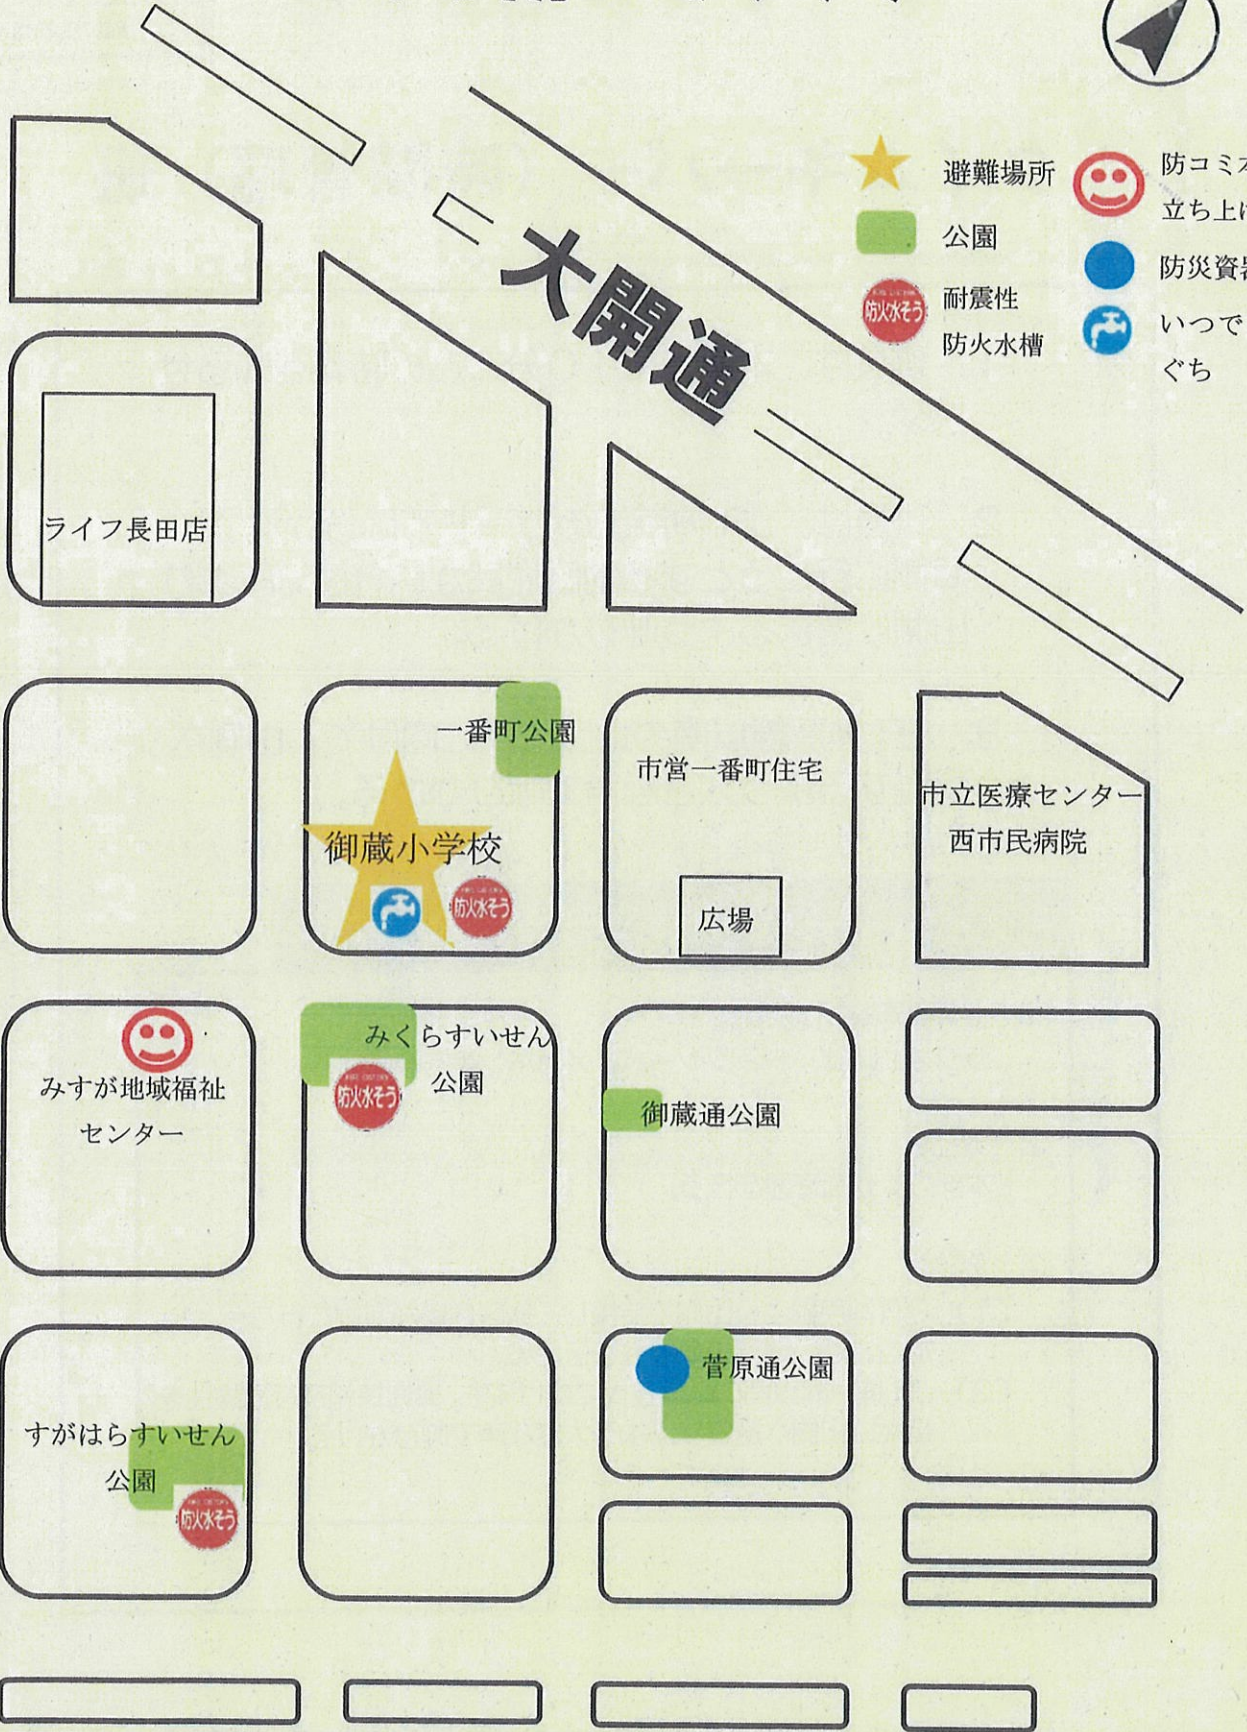 避難場所
公園
防火水そう
耐震性
防火水槽
防コミ
立ち上
防災資
いつで
ぐち
大開通
ライフ長田店
一番町公園
御蔵小学校
防火水そう
市営一番町住宅
広場
市立医療センター
西市民病院
みすが地域福祉
センター
みくらすいせん
公園
防火水そう
御蔵通公園
すがはらすいせん
公園
防火水そう
菅原通公園